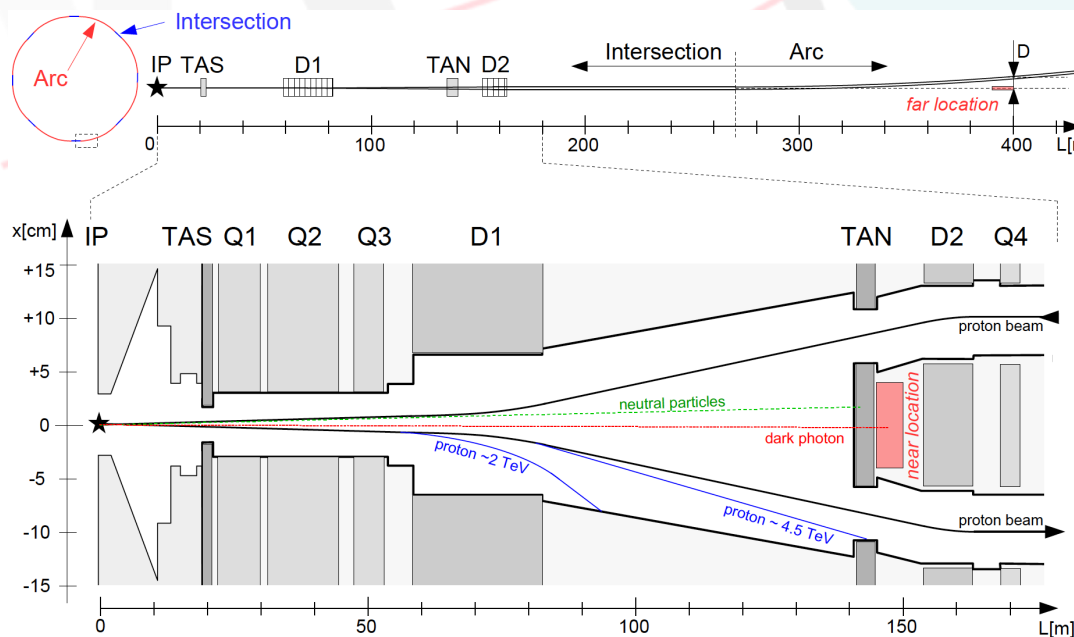 Intersection
Arc
IP TAS D1 TAN D2
Intersection Arc D
far location
0 100 200 300 400 L[m
x[cm] IP TAS Q1 Q2 Q3 D1 TAN D2 Q4
+15
+10
+5
0
-5
-10
-15
proton beam
neutral particles
dark photon
near location
proton ~2 TeV
proton ~ 4.5 TeV
proton beam
0 50 100 150 L[m]